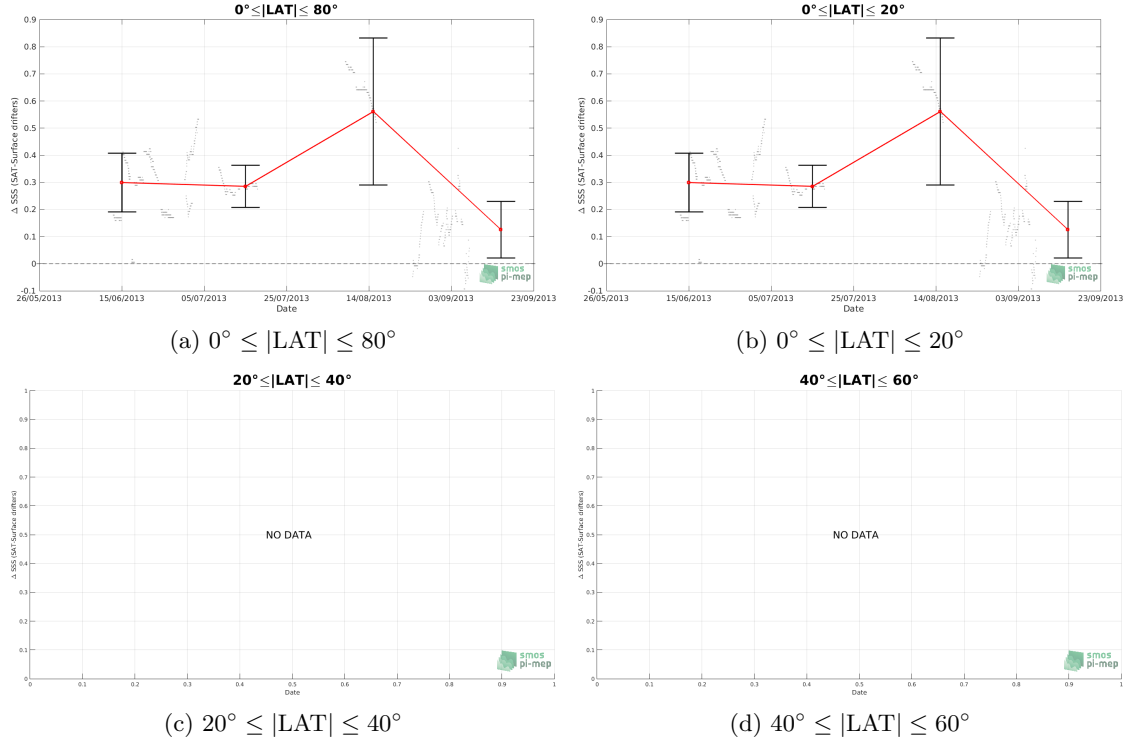 0°≤|LAT|≤ 80°
Δ SSS (SAT-Surface drifters)
0.9
0.8
0.7
0.6
0.5
0.4
0.3
0.2
0.1
0
-0.1
26/05/2013 15/06/2013 05/07/2013 25/07/2013 14/08/2013 03/09/2013 23/09/2013
Date
smos
pi-mep
(a) 0° ≤ |LAT| ≤ 80°
0°≤|LAT|≤ 20°
Δ SSS (SAT-Surface drifters)
0.9
0.8
0.7
0.6
0.5
0.4
0.3
0.2
0.1
0
-0.1
26/05/2013 15/06/2013 05/07/2013 25/07/2013 14/08/2013 03/09/2013 23/09/2013
Date
smos
pi-mep
(b) 0° ≤ |LAT| ≤ 20°
20°≤|LAT|≤ 40°
Δ SSS (SAT-Surface drifters)
1
0.9
0.8
0.7
0.6
0.5
0.4
0.3
0.2
0.1
0
NO DATA
0 0.1 0.2 0.3 0.4 0.5 0.6 0.7 0.8 0.9 1
Date
smos
pi-mep
(c) 20° ≤ |LAT| ≤ 40°
40°≤|LAT|≤ 60°
Δ SSS (SAT-Surface drifters)
1
0.9
0.8
0.7
0.6
0.5
0.4
0.3
0.2
0.1
0
NO DATA
0 0.1 0.2 0.3 0.4 0.5 0.6 0.7 0.8 0.9 1
Date
smos
pi-mep
(d) 40° ≤ |LAT| ≤ 60°